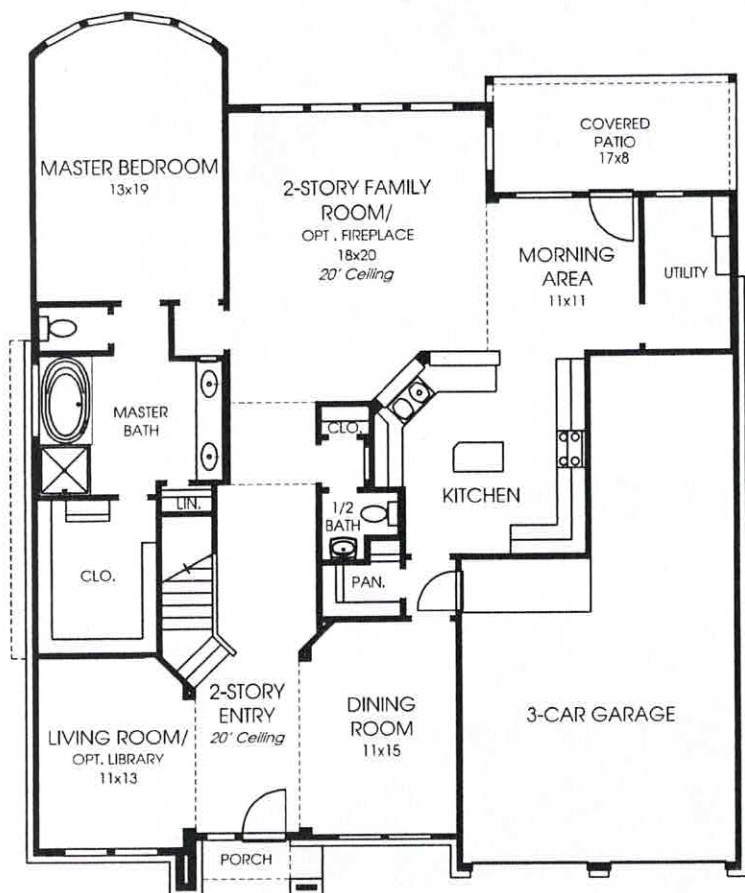 COVERED
PATIO
17x8
MASTER BEDROOM
13x19
2-STORY FAMILY
ROOM/
OPT. FIREPLACE
18x20
20' Ceiling
MORNING
AREA
11x11
UTILITY
MASTER
BATH
CLO.
LIN.
1/2
BATH
KITCHEN
CLO.
PAN.
2-STORY
ENTRY
20' Ceiling
DINING
ROOM
11x15
3-CAR GARAGE
LIVING ROOM/
OPT. LIBRARY
11x13
PORCH